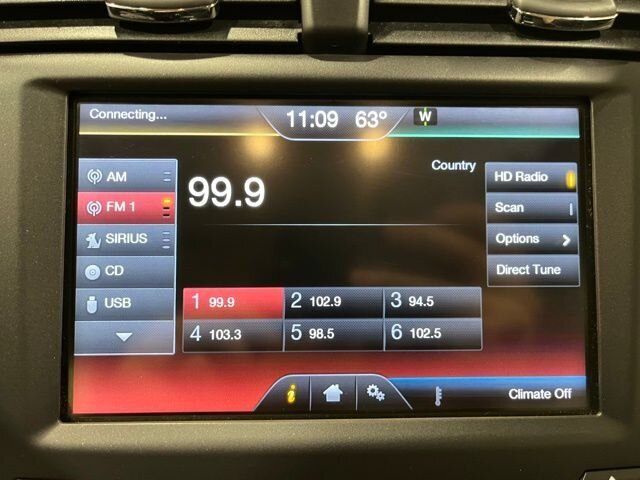 Connecting...
11:09 63° W
Country
AM
FM 1
SIRIUS
CD
USB
99.9
HD Radio
Scan
Options
Direct Tune
1 99.9 2 102.9 3 94.5
4 103.3 5 98.5 6 102.5
i
Climate Off